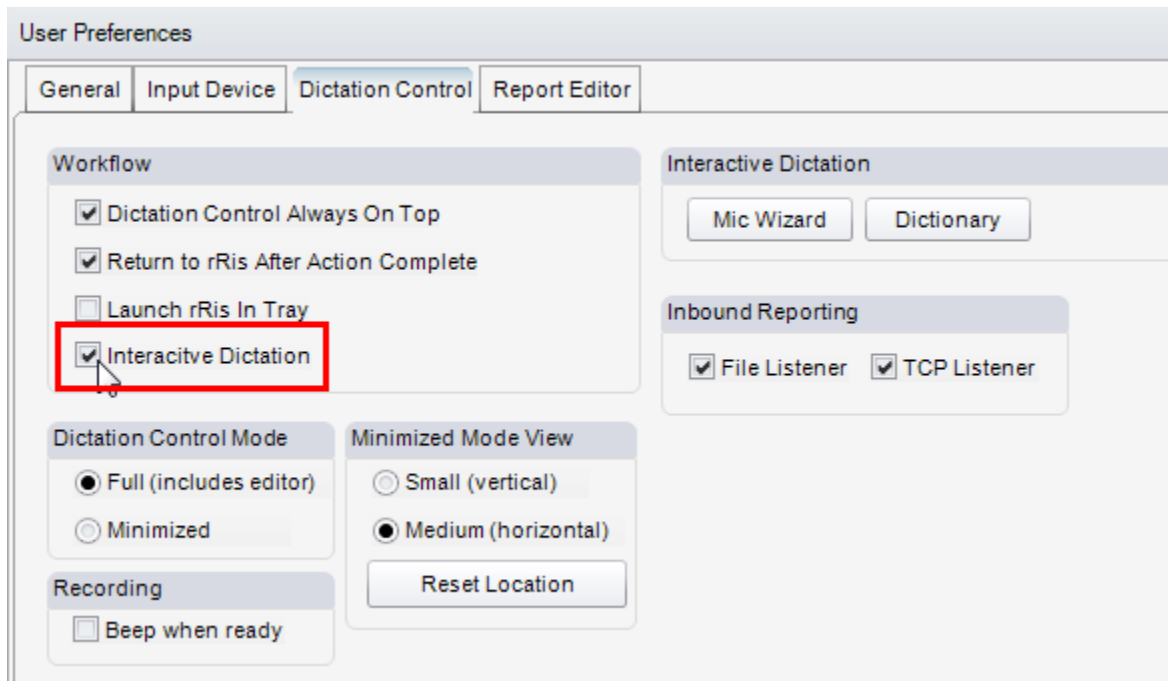 User Preferences
General Input Device Dictation Control Report Editor
Workflow
Dictation Control Always On Top
Return to rRis After Action Complete
Launch rRis In Tray
Interacitve Dictation
Interactive Dictation
Mic Wizard Dictionary
Inbound Reporting
File Listener TCP Listener
Dictation Control Mode
Full (includes editor)
Minimized
Minimized Mode View
Small (vertical)
Medium (horizontal)
Reset Location
Recording
Beep when ready